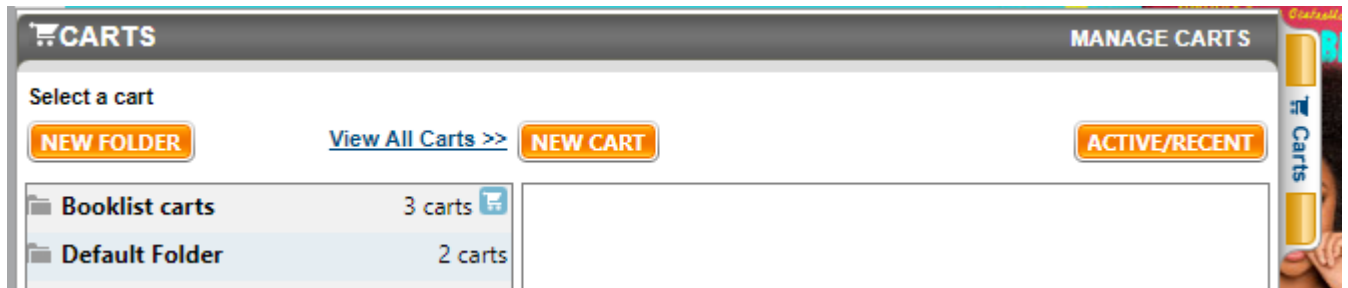 CARTS
MANAGE CARTS
Select a cart
NEW FOLDER
View All Carts >>
NEW CART
ACTIVE/RECENT
Booklist carts
3 carts
Default Folder
2 carts
Carts